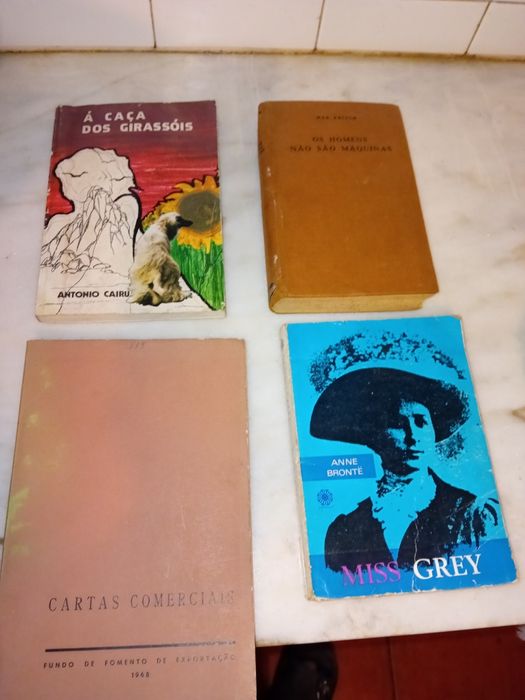 Á CAÇA
DOS GIRASSÓIS
ANTONIO CAIRU
OS HOMENS
NÃO SÃO MÁQUINAS
ANNE
BRONTË
MISS GREY
CARTAS COMERCIAIS
FUNDO DE FOMENTO DE EXPORTAÇÃO
1968